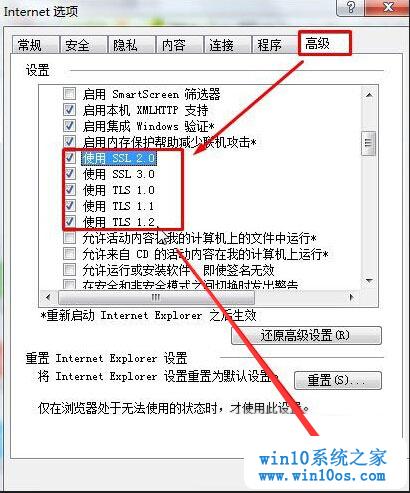 Internet 选项
常规 安全 隐私 内容 连接 程序 高级
设置
启用 SmartScreen 筛选器
启用本机 XMLHTTP 支持
启用集成 Windows 验证*
启用内存保护帮助减少联机攻击*
使用 SSL 2.0
使用 SSL 3.0
使用 TLS 1.0
使用 TLS 1.1
使用 TLS 1.2
允许活动内容在我的计算机上的文件中运行*
允许来自 CD 的活动内容在我的计算机上运行*
允许运行或安装软件，即使签名无效
在安全和非安全模式之间切换时发出警告
*重新启动 Internet Explorer 之后生效
还原高级设置(R)
重置 Internet Explorer 设置
将 Internet Explorer 设置重置为默认设置。
重置(S)...
仅在浏览器处于无法使用的状态时，才使用此设置。
win10系统之家
www.win10os.com